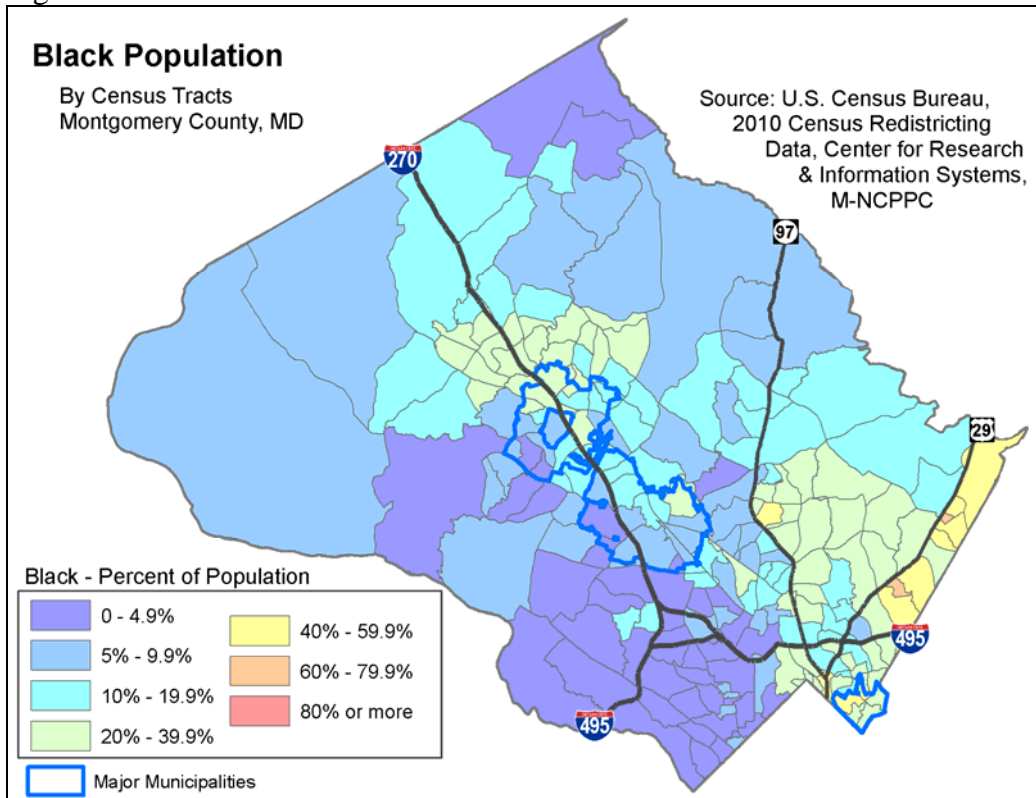 Black Population
By Census Tracts
Montgomery County, MD
Source: U.S. Census Bureau,
2010 Census Redistricting
Data, Center for Research
& Information Systems,
M-NCPPC
270
97
29
495
495
Black - Percent of Population
0 - 4.9%
5% - 9.9%
10% - 19.9%
20% - 39.9%
40% - 59.9%
60% - 79.9%
80% or more
Major Municipalities